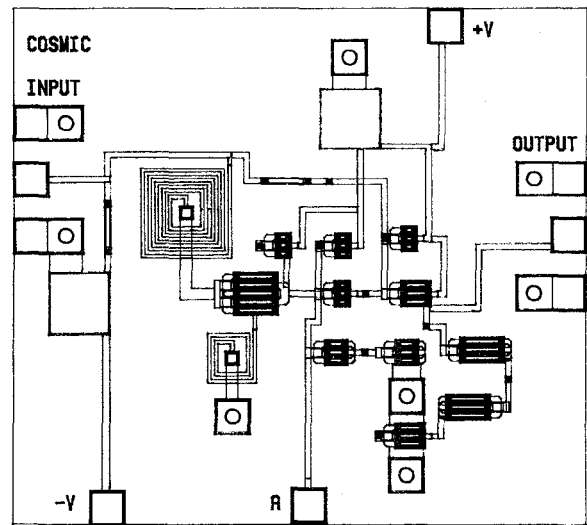 COSMIC
+V
INPUT
OUTPUT
-V
R